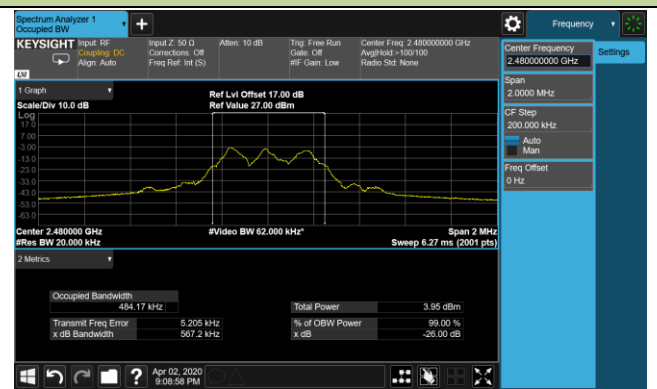 Spectrum Analyzer 1
Occupied BW
Frequency
KEYSIGHT
Input: RF
Coupling: DC
Align: Auto
Input Z: 50 Ω
Corrections: Off
Freq Ref: Int (S)
Atten: 10 dB
Trig: Free Run
Gate: Off
#IF Gain: Low
Center Freq: 2.480000000 GHz
Avg|Hold:>100/100
Radio Std: None
LXI
Center Frequency
2.480000000 GHz
Settings
Span
2.0000 MHz
CF Step
200.000 kHz
Auto
Man
Freq Offset
0 Hz
1 Graph
Scale/Div 10.0 dB
Ref Lvl Offset 17.00 dB
Ref Value 27.00 dBm
Log
17.0
7.00
-3.00
-13.0
-23.0
-33.0
-43.0
-53.0
-63.0
Center 2.480000 GHz
#Res BW 20.000 kHz
#Video BW 62.000 kHz*
Span 2 MHz
Sweep 6.27 ms (2001 pts)
2 Metrics
Occupied Bandwidth
484.17 kHz
Total Power 3.95 dBm
Transmit Freq Error 5.205 kHz
% of OBW Power 99.00 %
x dB Bandwidth 567.2 kHz
x dB -26.00 dB
?
Apr 02, 2020
9:08:58 PM